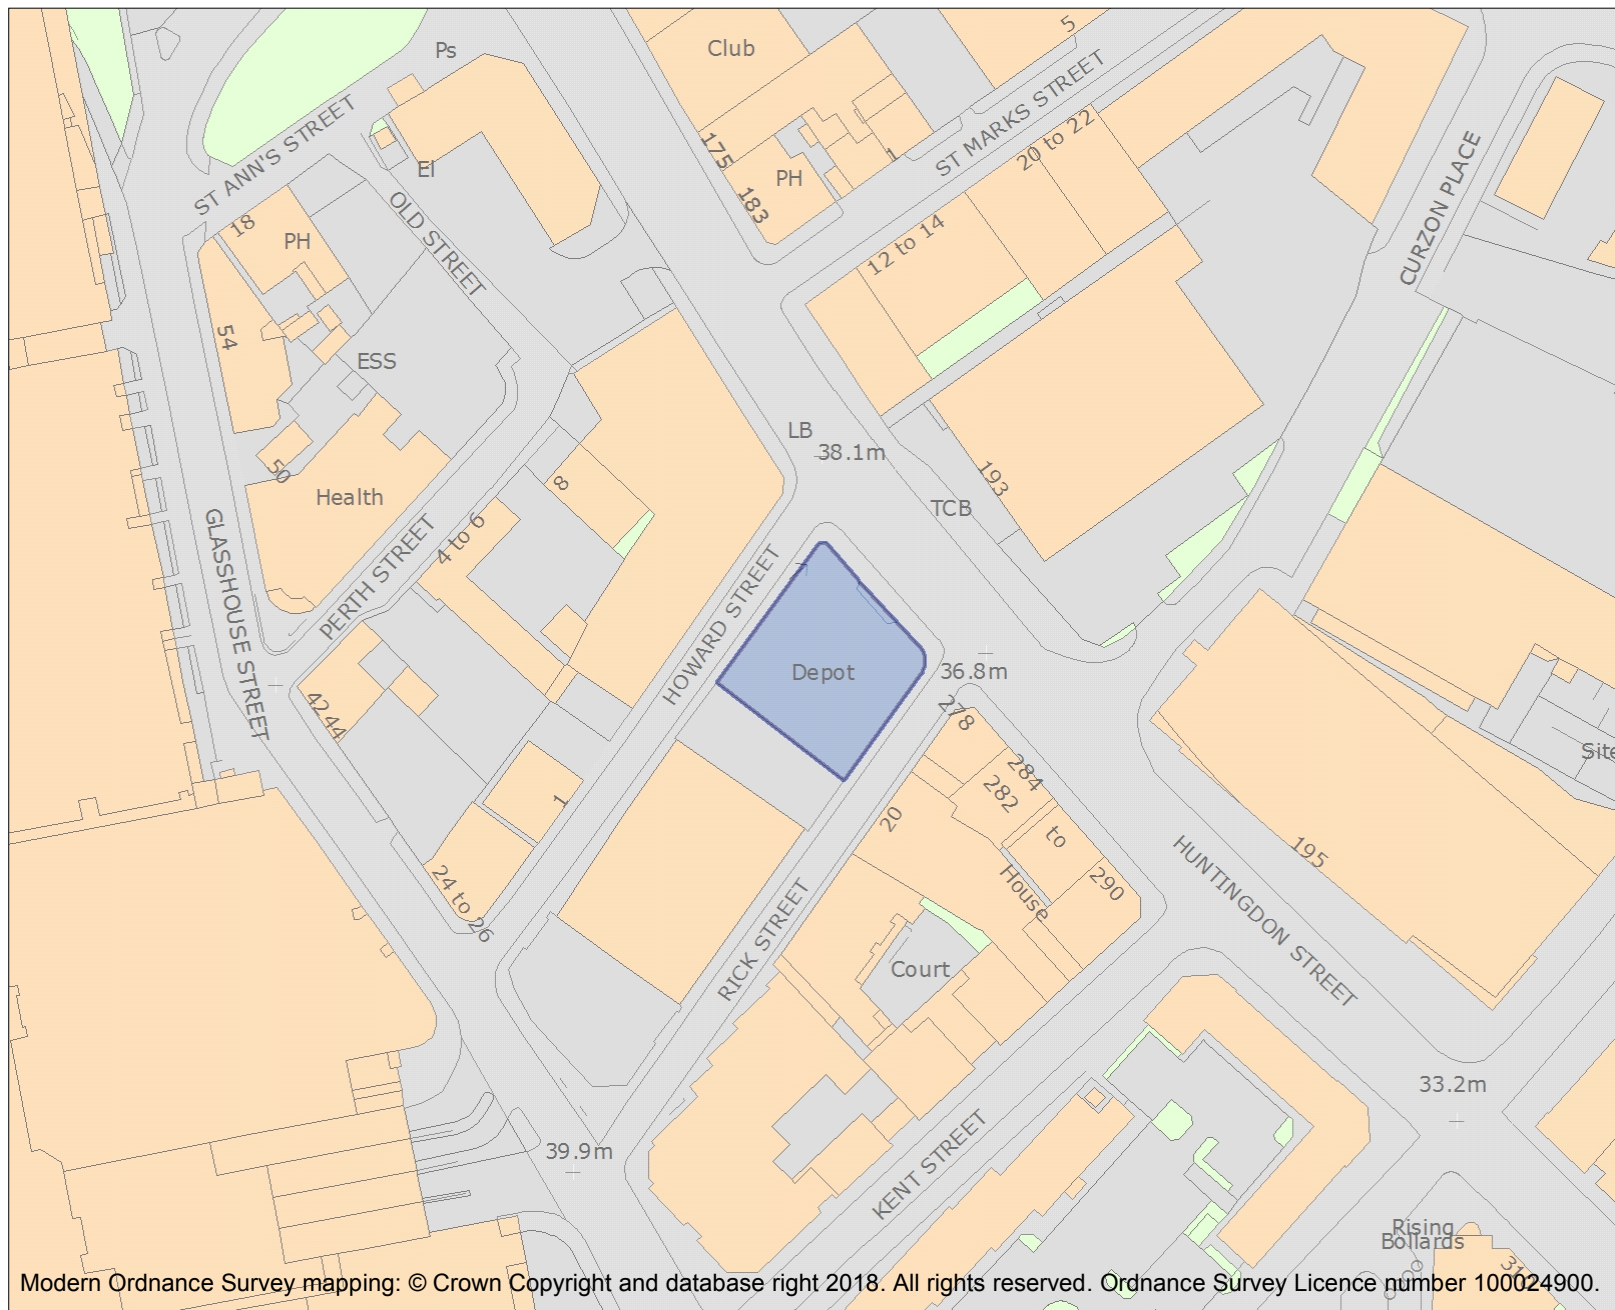 5
Ps
Club
ST MARKS STREET
20 to 22
ST ANN'S STREET
175
1
El
PH
183
CURZON PLACE
OLD STREET
18
PH
12 to 14
54
ESS
LB
38.1m
50
Health
8
193
TCB
4 to 6
GLASSHOUSE STREET
PERTH STREET
HOWARD STREET
Depot
36.8m
278
42
44
284
282
Site
1
20
to
195
290
House
HUNTINGDON STREET
24 to 26
RICK STREET
Court
33.2m
39.9m
KENT STREET
Rising
Bollards
Modern Ordnance Survey mapping: © Crown Copyright and database right 2018. All rights reserved. Ordnance Survey Licence number 100024900.